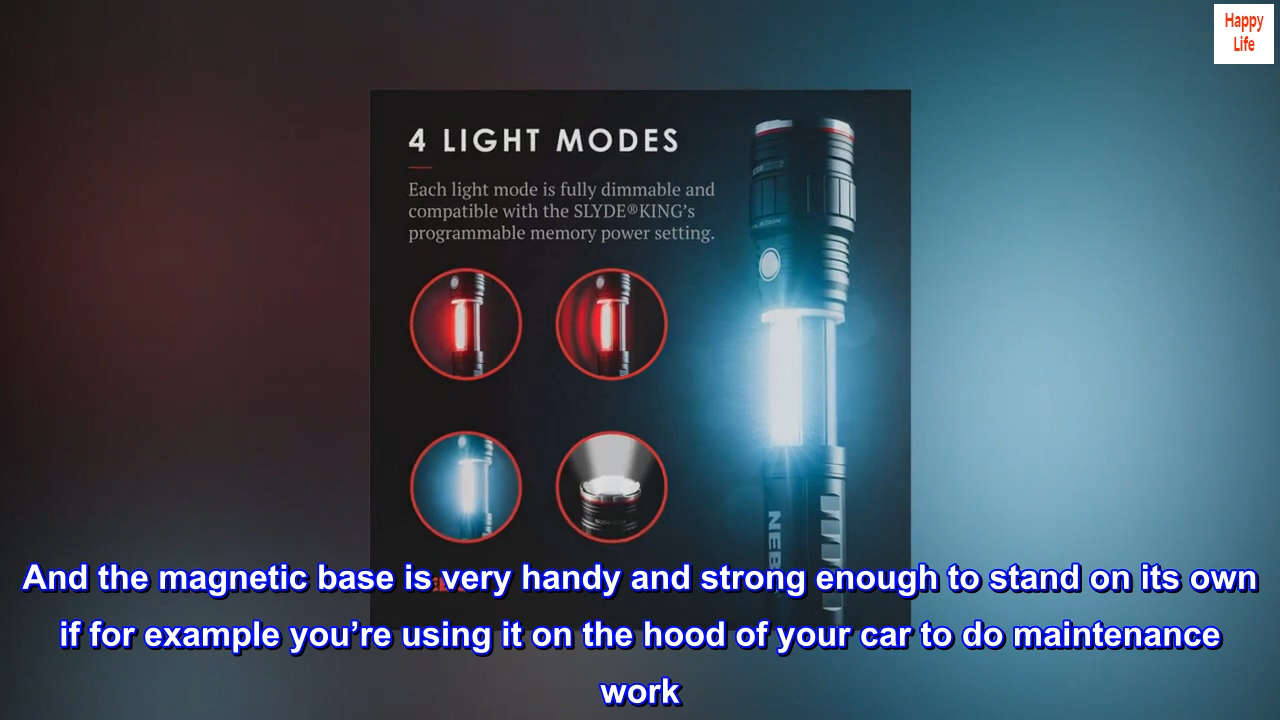 Happy
Life
4 LIGHT MODES
Each light mode is fully dimmable and
compatible with the SLYDE®KING’s
programmable memory power setting.
And the magnetic base is very handy and strong enough to stand on its own
if for example you’re using it on the hood of your car to do maintenance
work